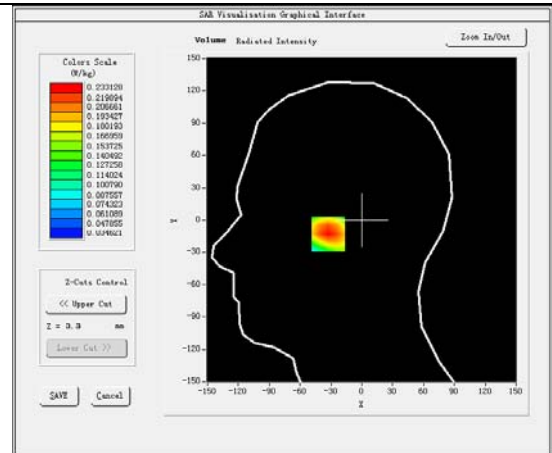 SAR Visualisation Graphical Interface
Volume Radiated Intensity
Zoom In/Out
Colors Scale
(W/kg)
0.233128
0.219894
0.206661
0.193427
0.180193
0.166959
0.153725
0.140492
0.127258
0.114024
0.100790
0.087557
0.074323
0.061089
0.047855
0.034621
150
120
90
60
30
0
-30
-60
-90
-120
-150
Y
-150 -120 -90 -60 -30 0 30 60 90 120 150
X
Z-Cuts Control
<< Upper Cut
Z = 3.3 mm
Lower Cut >>
SAVE Cancel